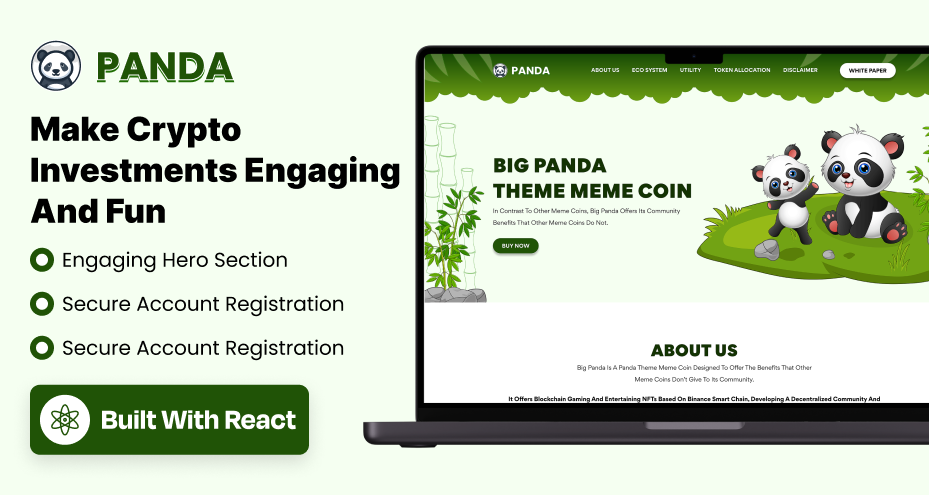 PANDA
Make Crypto
Investments Engaging
And Fun
Engaging Hero Section
Secure Account Registration
Secure Account Registration
Built With React
PANDA
ABOUT US
ECO SYSTEM
UTILITY
TOKEN ALLOCATION
DISCLAIMER
WHITE PAPER
BIG PANDA
THEME MEME COIN
In Contrast To Other Meme Coins, Big Panda Offers Its Community
Benefits That Other Meme Coins Do Not.
BUY NOW
ABOUT US
Big Panda Is A Panda Theme Meme Coin Designed To Offer The Benefits That Other
Meme Coins Don't Give To Its Community.
It Offers Blockchain Gaming And Entertaining NFTs Based On Binance Smart Chain, Developing A Decentralized Community And